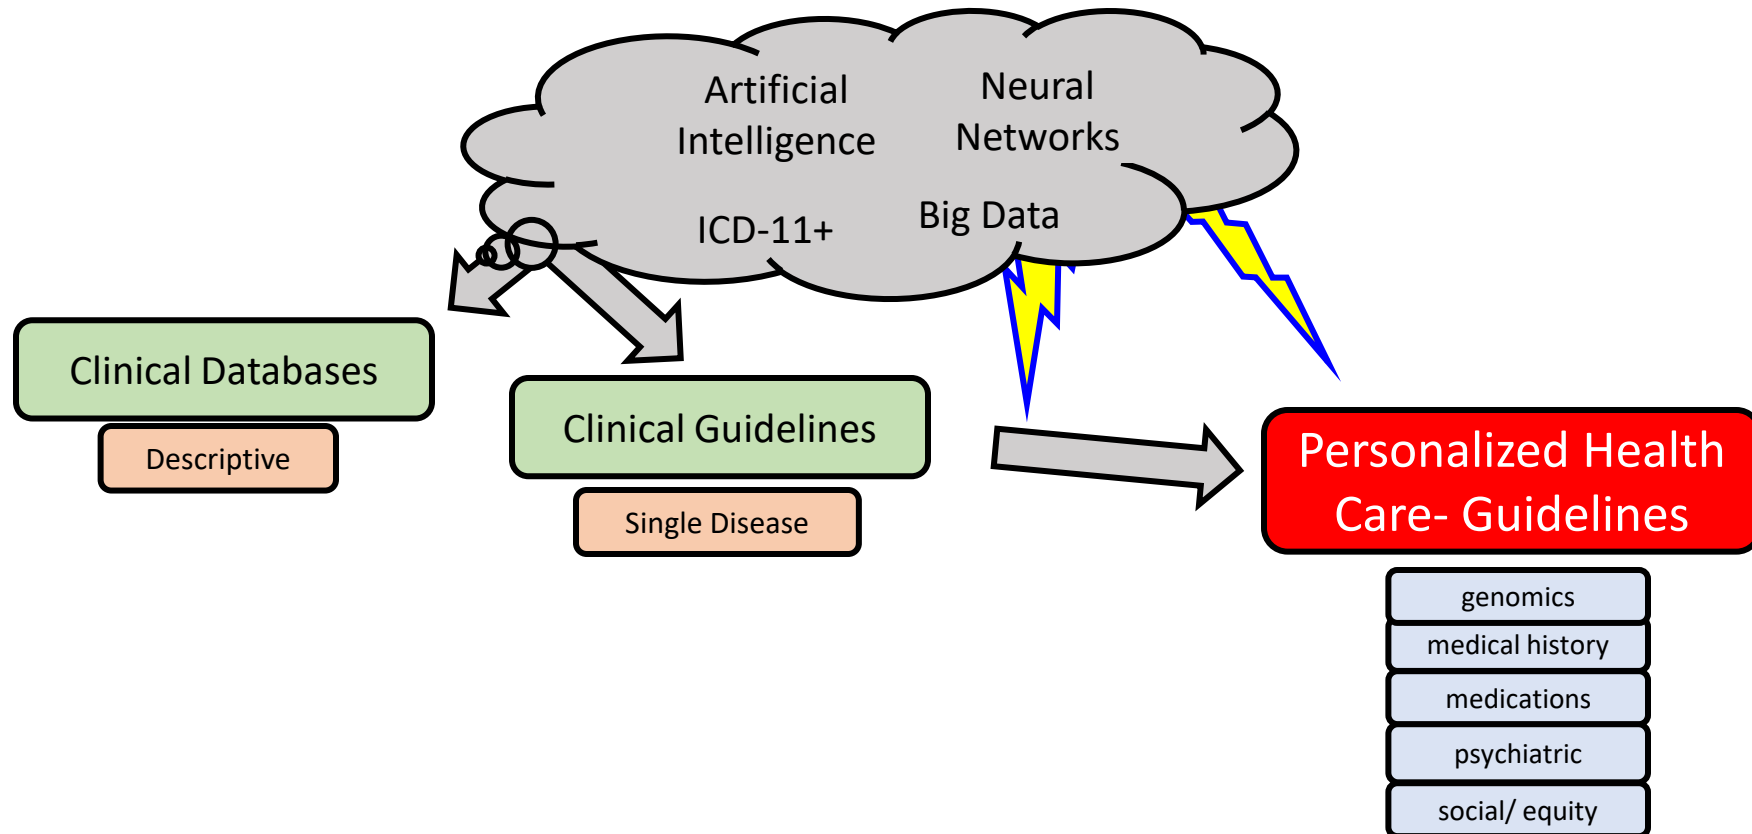 Artificial
Intelligence
Neural
Networks
ICD-11+
Big Data
Clinical Databases
Descriptive
Clinical Guidelines
Single Disease
Personalized Health
Care- Guidelines
genomics
medical history
medications
psychiatric
social/ equity